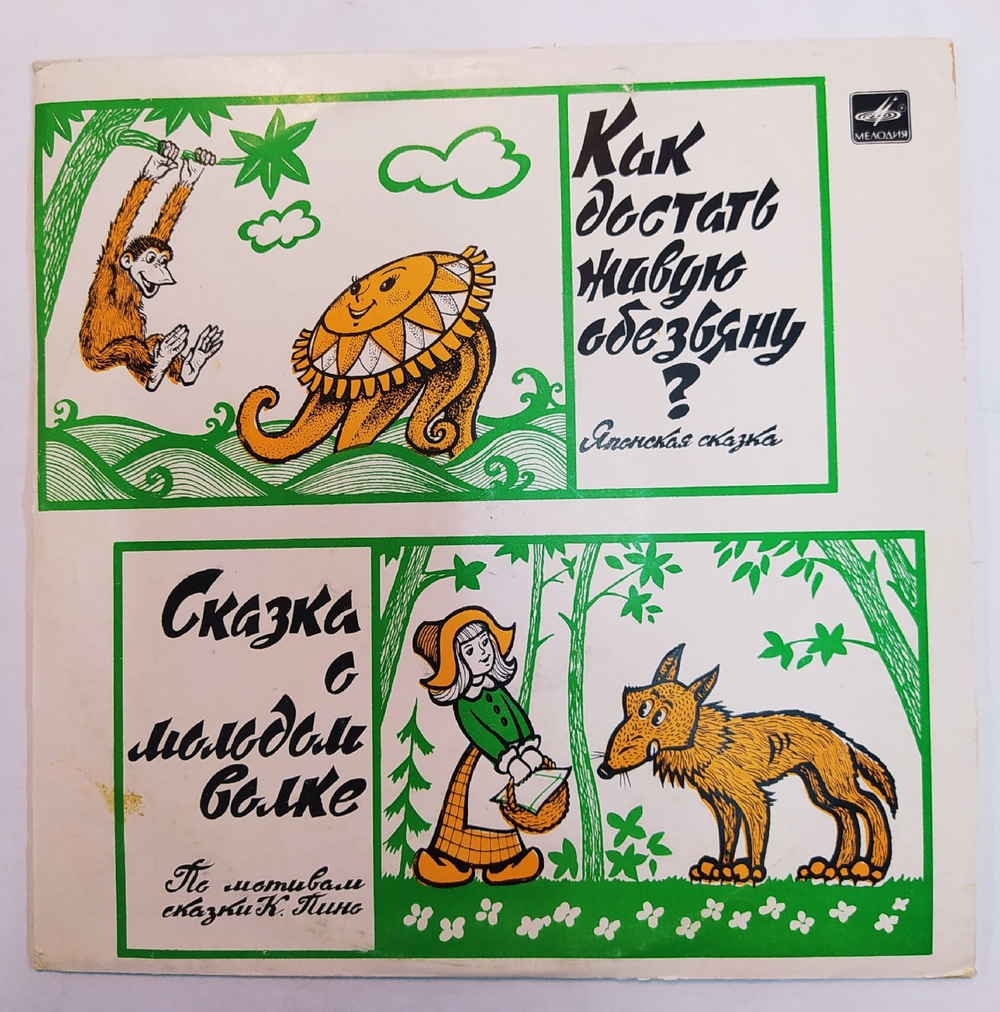 Как
достать
живую
обезьяну
?
Японская сказка
МЕЛОДИЯ
Сказка
о
молодом
волке
По мотивам
сказки К. Пино